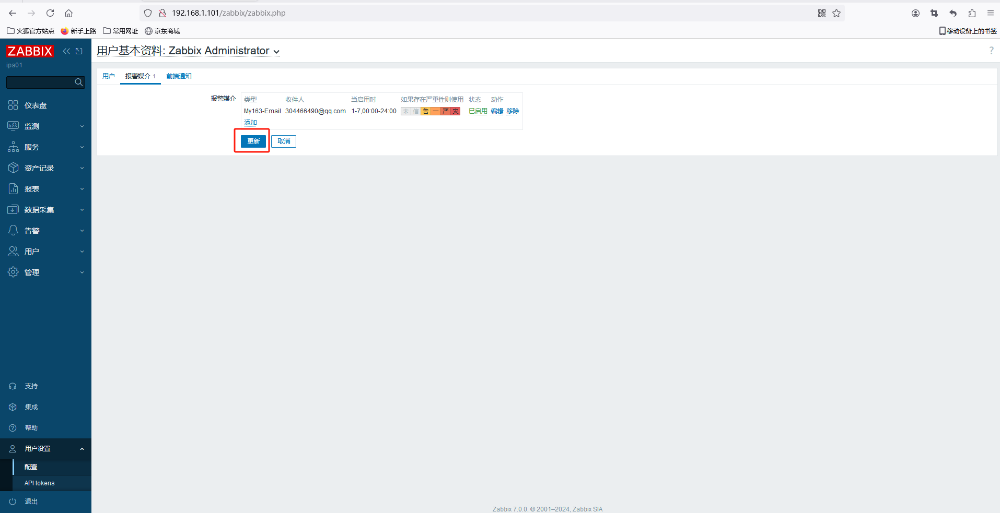 192.168.1.101/zabbix/zabbix.php
火狐官方站点 新手上路 常用网址 京东商城 移动设备上的书签
ZABBIX
ipa01
仪表盘
监测
服务
资产记录
报表
数据采集
告警
用户
管理
支持
集成
帮助
用户设置
配置
API tokens
退出
用户基本资料: Zabbix Administrator
?
用户 报警媒介 1 前端通知
报警媒介 类型 收件人 当启用时 如果存在严重性则使用 状态 动作
My163-Email 304466490@qq.com 1-7,00:00-24:00 未 信 告 一 严 灾 已启用 编辑 移除
添加
更新 取消
Zabbix 7.0.0. © 2001–2024, Zabbix SIA